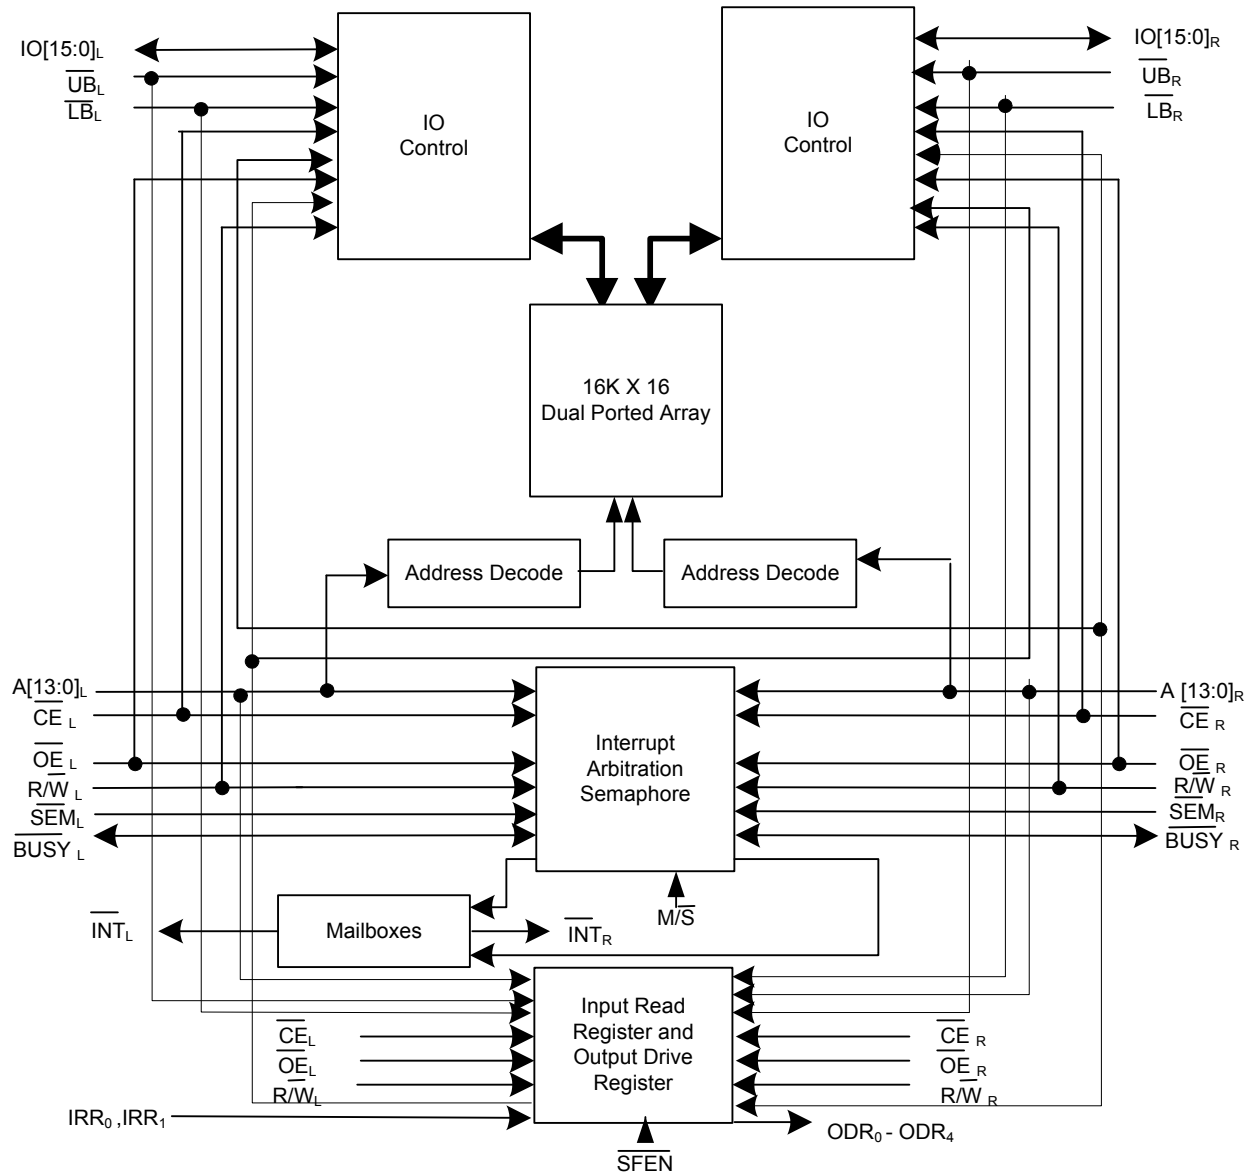 IO[15:0]L
UBL
LBL
IO
Control
IO
Control
IO[15:0]R
UBR
LBR
16K X 16
Dual Ported Array
Address Decode
Address Decode
A[13:0]L
CE L
OE L
R/W L
SEML
BUSY L
Interrupt
Arbitration
Semaphore
A [13:0]R
CE R
OE R
R/W R
SEMR
BUSY R
M/S
INTL
Mailboxes
INTR
Input Read
Register and
Output Drive
Register
CEL
OEL
R/WL
CE R
OE R
R/W R
IRR0 ,IRR1
ODR0 - ODR4
SFEN